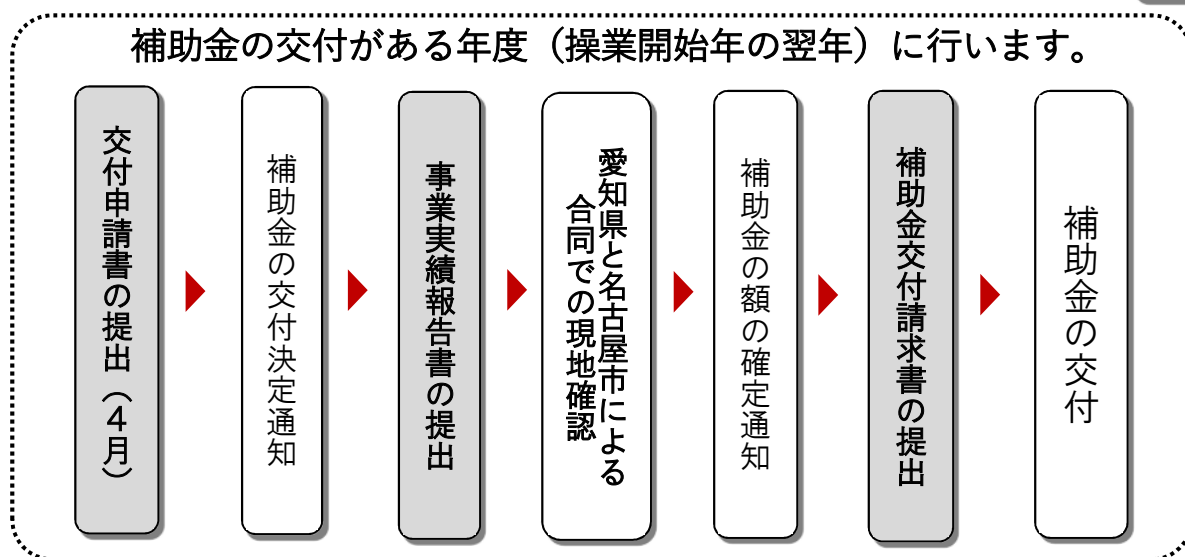 補助金の交付がある年度（操業開始年の翌年）に行います。
交付申請書の提出（４月）
補助金の交付決定通知
事業実績報告書の提出
愛知県と名古屋市による
合同での現地確認
補助金の額の確定通知
補助金交付請求書の提出
補助金の交付